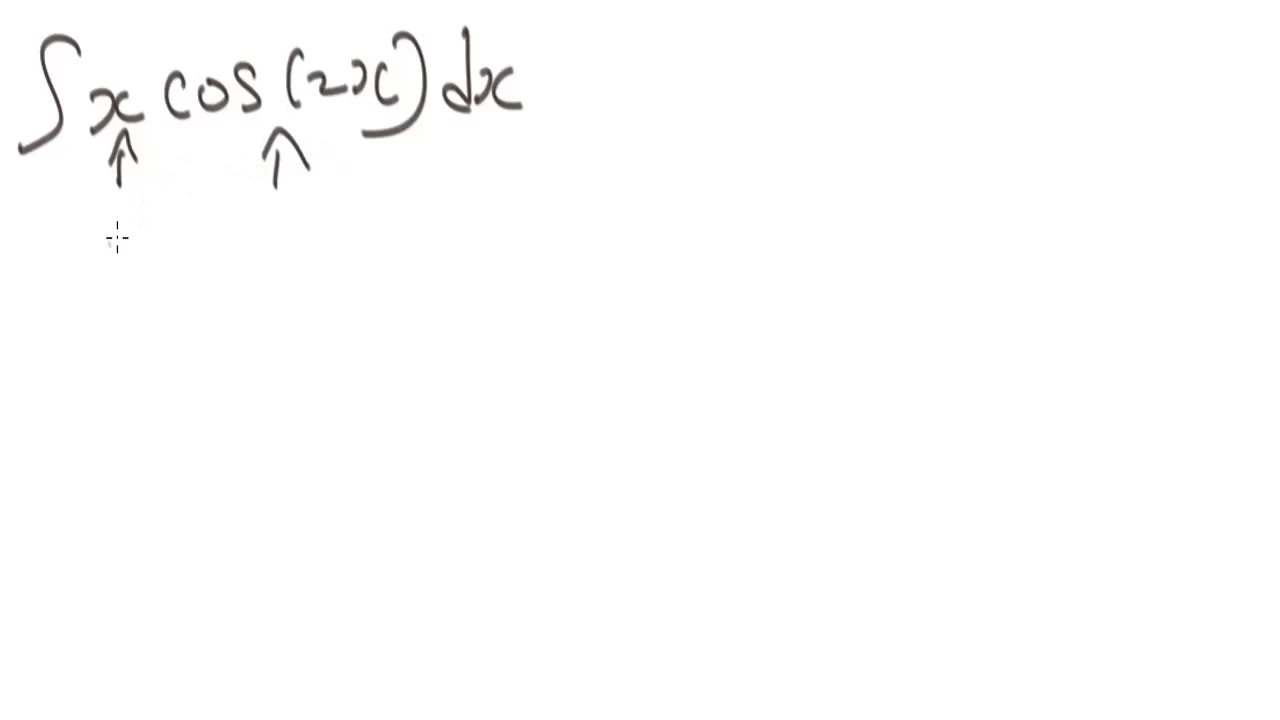 ∫ x cos (2x) dx
↑ ↑